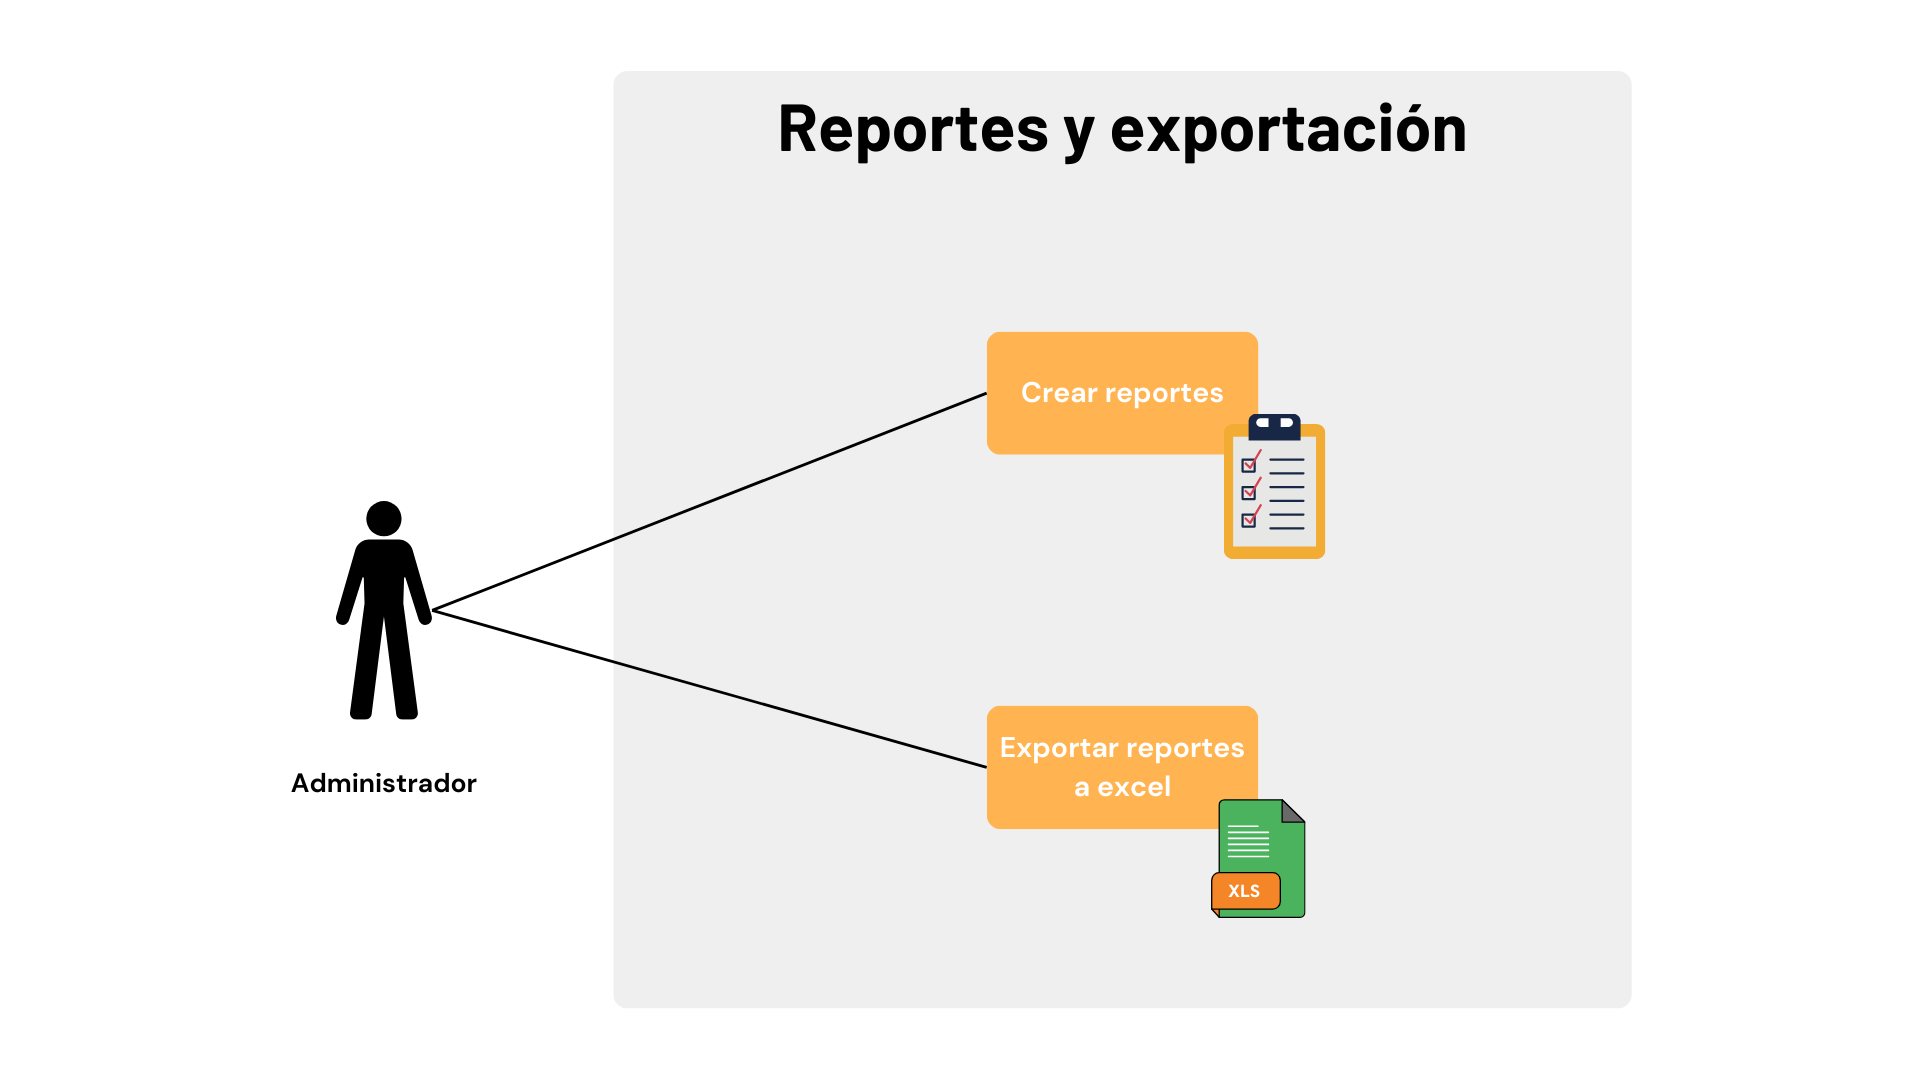 Reportes y exportación
Crear reportes
Administrador
Exportar reportes
a excel
XLS